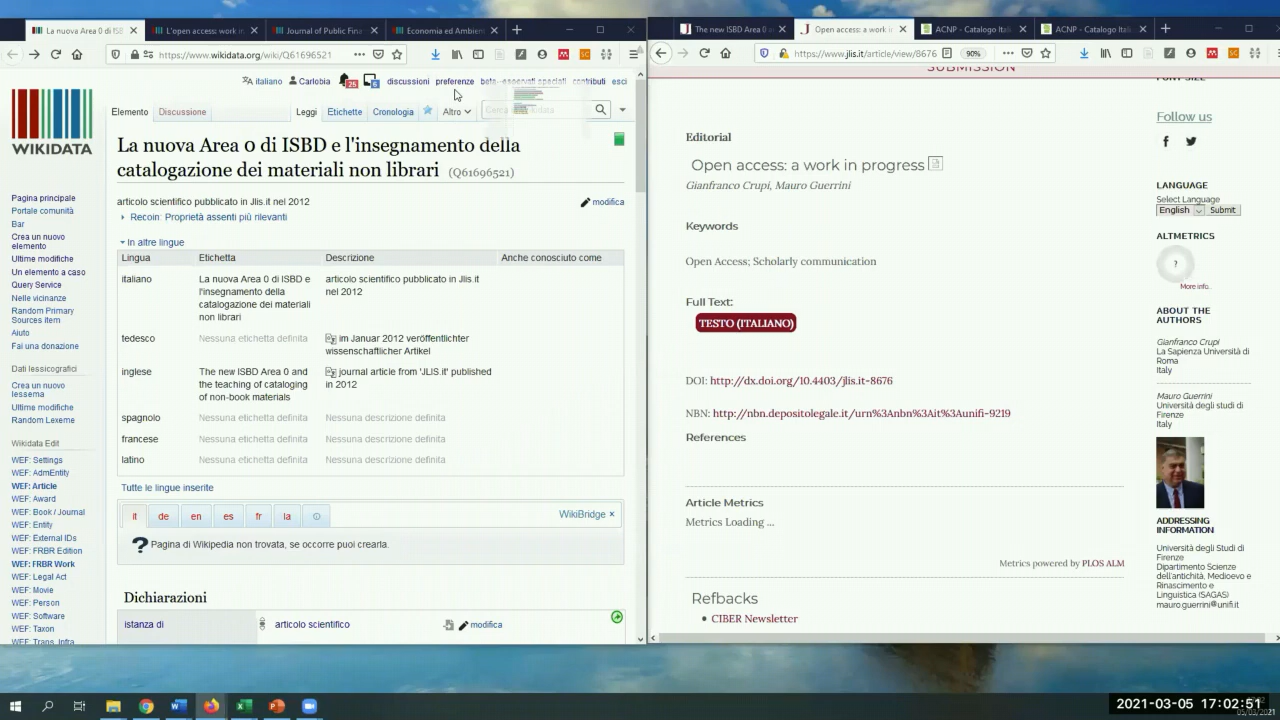 La nuova Area 0 di ISB
L'open access: work in
Journal of Public Finan
Economia ed Ambien
https://www.wikidata.org/wiki/Q61696521
italiano
Carlobia
25
discussioni
preferenze
beta
osservati speciali
contributi
esci
WIKIDATA
Elemento
Discussione
Leggi
Etichette
Cronologia
Altro
La nuova Area 0 di ISBD e l'insegnamento della
catalogazione dei materiali non librari (Q61696521)
articolo scientifico pubblicato in Jlis.it nel 2012
modifica
Recoin: Proprietà assenti più rilevanti
In altre lingue
Lingua Etichetta Descrizione Anche conosciuto come
italiano
La nuova Area 0 di ISBD e
l'insegnamento della
catalogazione dei materiali
non librari
articolo scientifico pubblicato in Jlis.it
nel 2012
tedesco
Nessuna etichetta definita
im Januar 2012 veröffentlichter
wissenschaftlicher Artikel
inglese
The new ISBD Area 0 and
the teaching of cataloging
of non-book materials
journal article from 'JLIS.it' published
in 2012
spagnolo Nessuna etichetta definita Nessuna descrizione definita
francese Nessuna etichetta definita Nessuna descrizione definita
latino Nessuna etichetta definita Nessuna descrizione definita
Tutte le lingue inserite
it de en es fr la
WikiBridge ×
Pagina di Wikipedia non trovata, se occorre puoi crearla.
Dichiarazioni
istanza di
articolo scientifico
modifica
Pagina principale
Portale comunità
Bar
Crea un nuovo
elemento
Ultime modifiche
Un elemento a caso
Query Service
Nelle vicinanze
Random Primary
Sources item
Aiuto
Fai una donazione
Dati lessicografici
Crea un nuovo
lessema
Ultime modifiche
Random Lexeme
Wikidata Edit
WEF: Settings
WEF: AdmEntity
WEF: Article
WEF: Award
WEF: Book / Journal
WEF: Entity
WEF: External IDs
WEF: FRBR Edition
WEF: FRBR Work
WEF: Legal Act
WEF: Movie
WEF: Person
WEF: Software
WEF: Taxon
WEF: Trans. Infra
The new ISBD Area 0
Open access: a work in
ACNP - Catalogo Itali
ACNP - Catalogo Itali
https://www.jlis.it/article/view/8676
90%
SUBMISSION
Editorial
Open access: a work in progress
Gianfranco Crupi, Mauro Guerrini
Keywords
Open Access; Scholarly communication
Full Text:
TESTO (ITALIANO)
DOI: http://dx.doi.org/10.4403/jlis.it-8676
NBN: http://nbn.depositolegale.it/urn%3Anbn%3Ait%3Aunifi-9219
References
Article Metrics
Metrics Loading ...
Metrics powered by PLOS ALM
Refbacks
CIBER Newsletter
FONT SIZE
Follow us
LANGUAGE
Select Language
English
Submit
ALTMETRICS
?
More info.
ABOUT THE
AUTHORS
Gianfranco Crupi
La Sapienza Università di
Roma
Italy
Mauro Guerrini
Università degli studi di
Firenze
Italy
ADDRESSING
INFORMATION
Università degli Studi di
Firenze
Dipartimento Scienze
dell'antichità, Medioevo e
Rinascimento e
Linguistica (SAGAS)
mauro.guerrini@unifi.it
2021-03-05 17:02:51